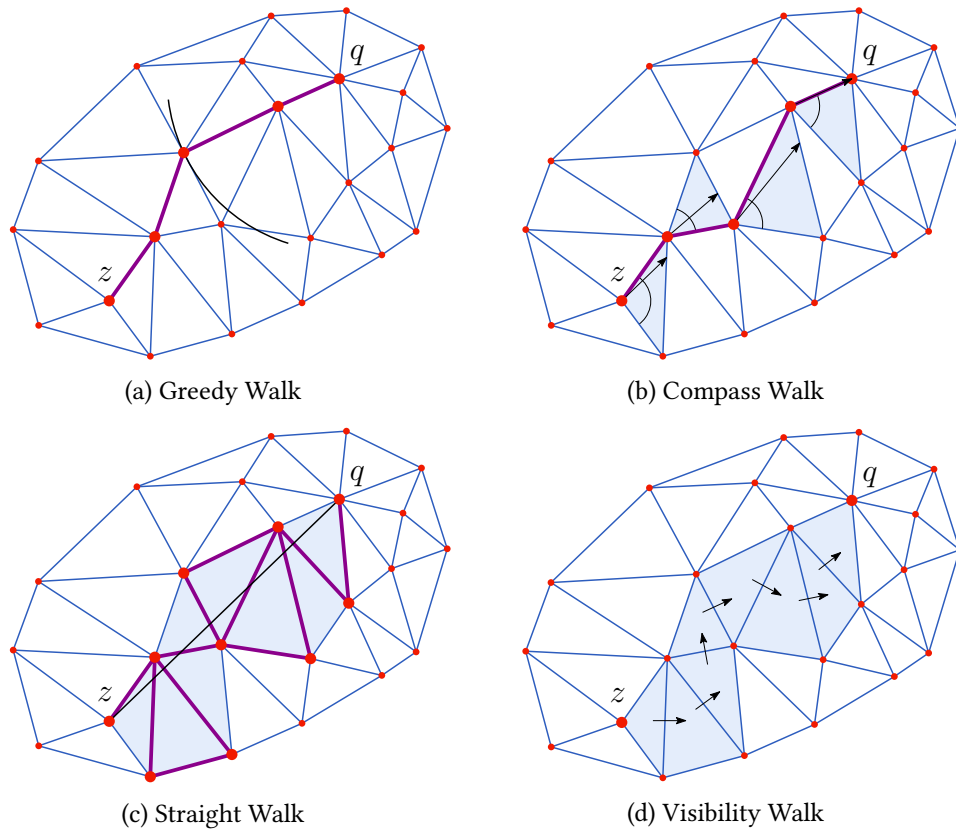 q
q
z
z
(a) Greedy Walk
(b) Compass Walk
q
q
z
z
(c) Straight Walk
(d) Visibility Walk